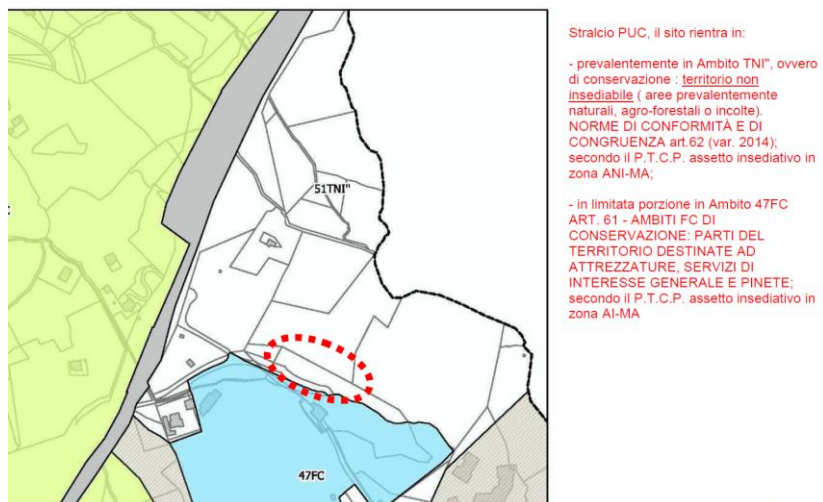 51TNI"
47FC
Stralcio PUC, il sito rientra in:
- prevalentemente in Ambito TNI", ovvero
di conservazione : territorio non
insediabile ( aree prevalentemente
naturali, agro-forestali o incolte).
NORME DI CONFORMITÀ E DI
CONGRUENZA art.62 (var. 2014);
secondo il P.T.C.P. assetto insediativo in
zona ANI-MA;
- in limitata porzione in Ambito 47FC
ART. 61 - AMBITI FC DI
CONSERVAZIONE: PARTI DEL
TERRITORIO DESTINATE AD
ATTREZZATURE, SERVIZI DI
INTERESSE GENERALE E PINETE;
secondo il P.T.C.P. assetto insediativo in
zona AI-MA